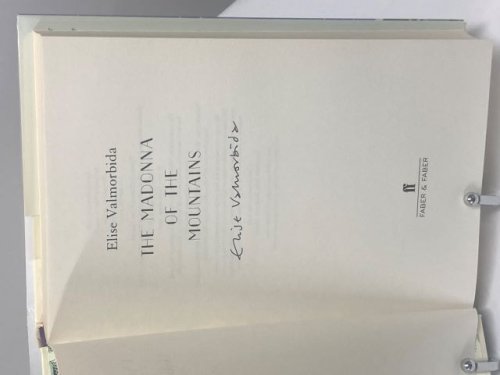 Elise Valmorbida
THE MADONNA
OF THE
MOUNTAINS
Elise Valmorbida
ff
FABER & FABER